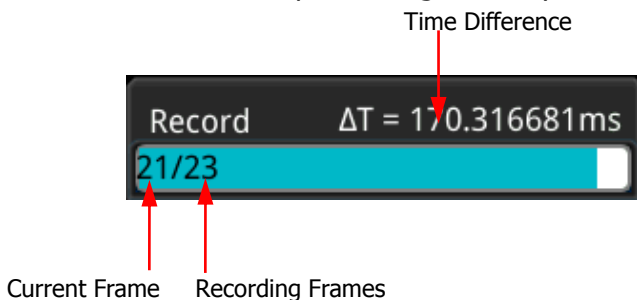 Time Difference
Record ΔT = 170.316681ms
21/23
Current Frame Recording Frames